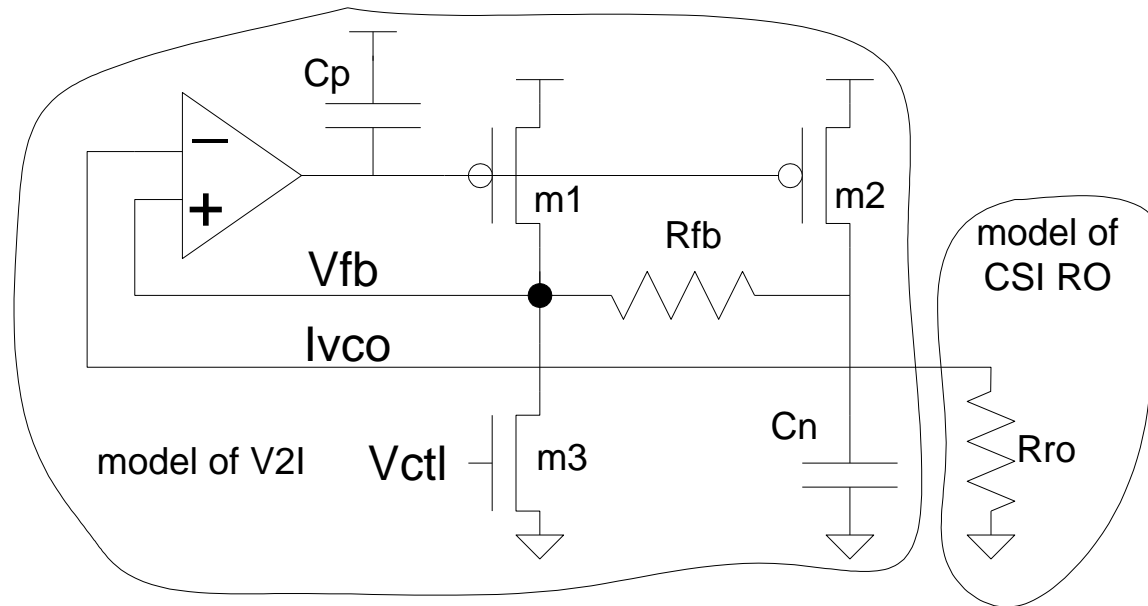 Cp
−
+
m1
m2
Rfb
model of
CSI RO
Vfb
Ivco
Cn
model of V2I
Vctl
m3
Rro